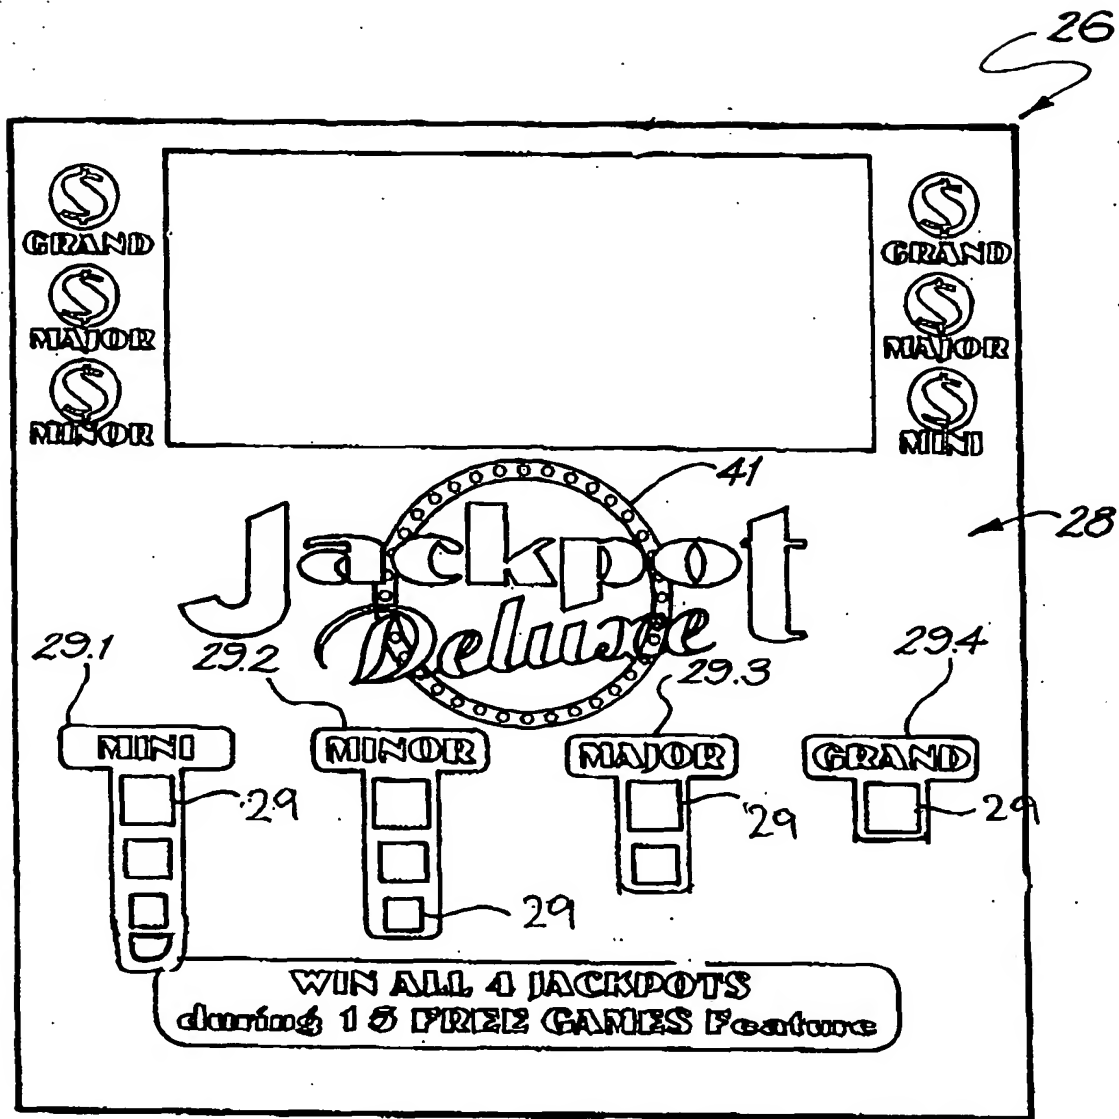 26
GRAND
MAJOR
MINOR
GRAND
MAJOR
MINI
41
28
Jackpot
Deluxe
29.1
29.2
29.3
29.4
MINI
MINOR
MAJOR
GRAND
29
29
29
29
WIN ALL 4 JACKPOTS
during 15 FREE GAMES Feature